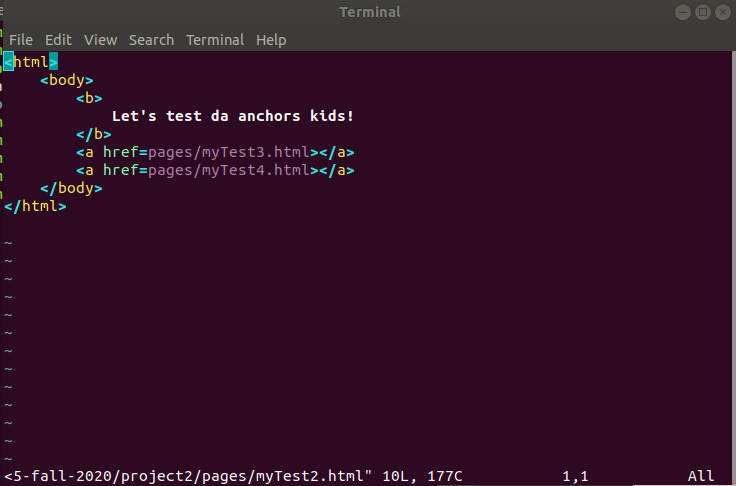 Terminal
File Edit View Search Terminal Help
<html>
    <body>
        <b>
            Let's test da anchors kids!
        </b>
        <a href=pages/myTest3.html></a>
        <a href=pages/myTest4.html></a>
    </body>
</html>
~
~
~
~
~
~
~
~
~
~
~
~
~
<5-fall-2020/project2/pages/myTest2.html" 10L, 177C 1,1 All